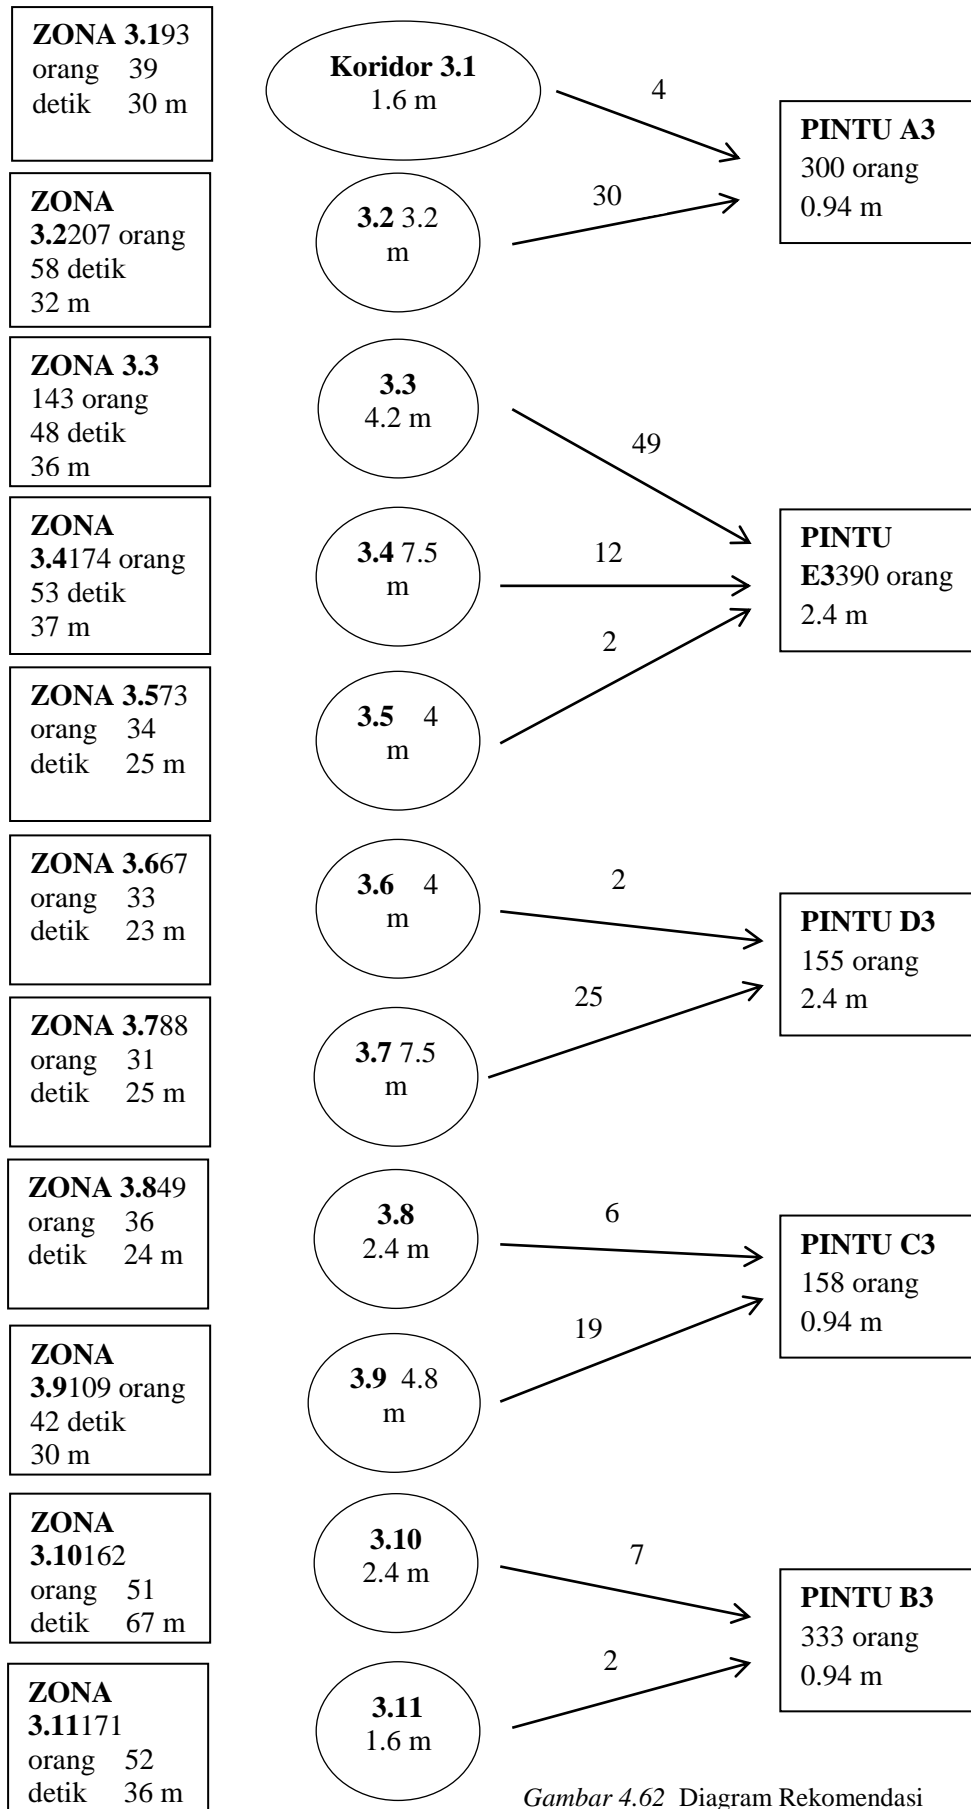 ZONA 3.193
orang 39
detik 30 m
Koridor 3.1
1.6 m
4
PINTU A3
300 orang
0.94 m
ZONA
3.2207 orang
58 detik
32 m
3.2 3.2
m
30
ZONA 3.3
143 orang
48 detik
36 m
3.3
4.2 m
49
ZONA
3.4174 orang
53 detik
37 m
3.4 7.5
m
12
PINTU
E3390 orang
2.4 m
ZONA 3.573
orang 34
detik 25 m
3.5 4
m
2
ZONA 3.667
orang 33
detik 23 m
3.6 4
m
2
PINTU D3
155 orang
2.4 m
ZONA 3.788
orang 31
detik 25 m
3.7 7.5
m
25
ZONA 3.849
orang 36
detik 24 m
3.8
2.4 m
6
PINTU C3
158 orang
0.94 m
ZONA
3.9109 orang
42 detik
30 m
3.9 4.8
m
19
ZONA
3.10162
orang 51
detik 67 m
3.10
2.4 m
7
PINTU B3
333 orang
0.94 m
ZONA
3.11171
orang 52
detik 36 m
3.11
1.6 m
2
Gambar 4.62 Diagram Rekomendasi